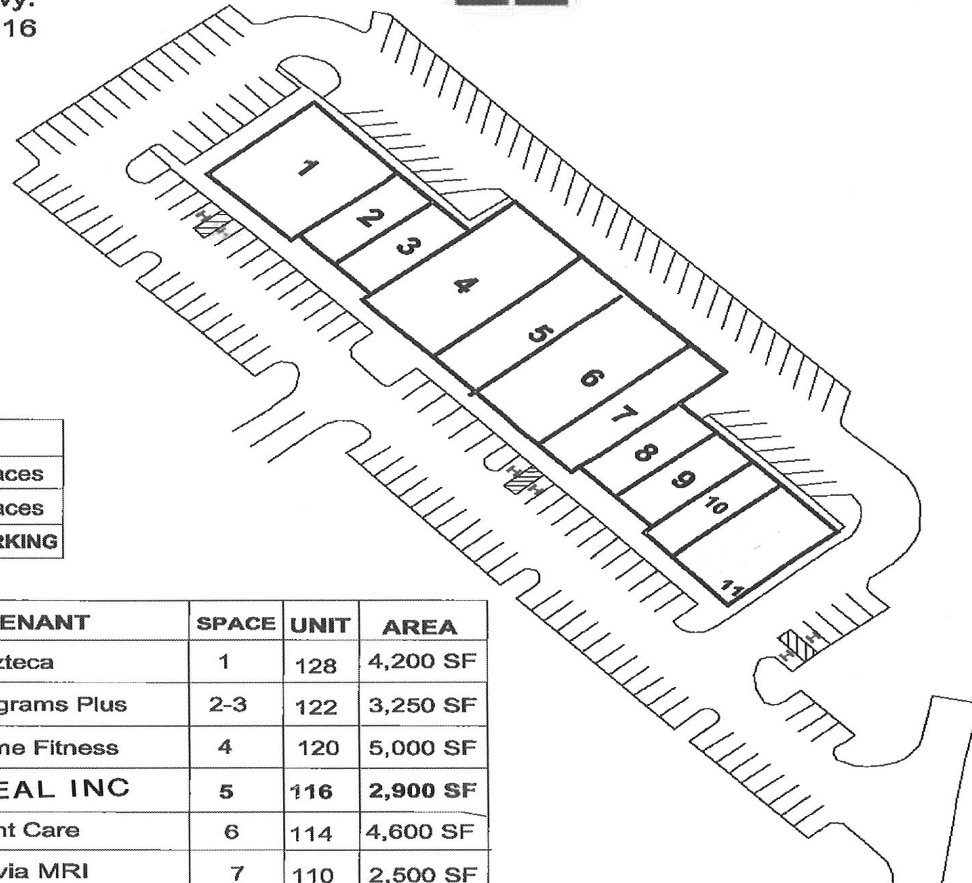 vy.
16
1
2
3
4
5
6
7
8
9
10
11
aces
aces
RKING
ENANT SPACE UNIT AREA
zteca 1 128 4,200 SF
grams Plus 2-3 122 3,250 SF
me Fitness 4 120 5,000 SF
EAL INC 5 116 2,900 SF
nt Care 6 114 4,600 SF
via MRI 7 110 2,500 SF